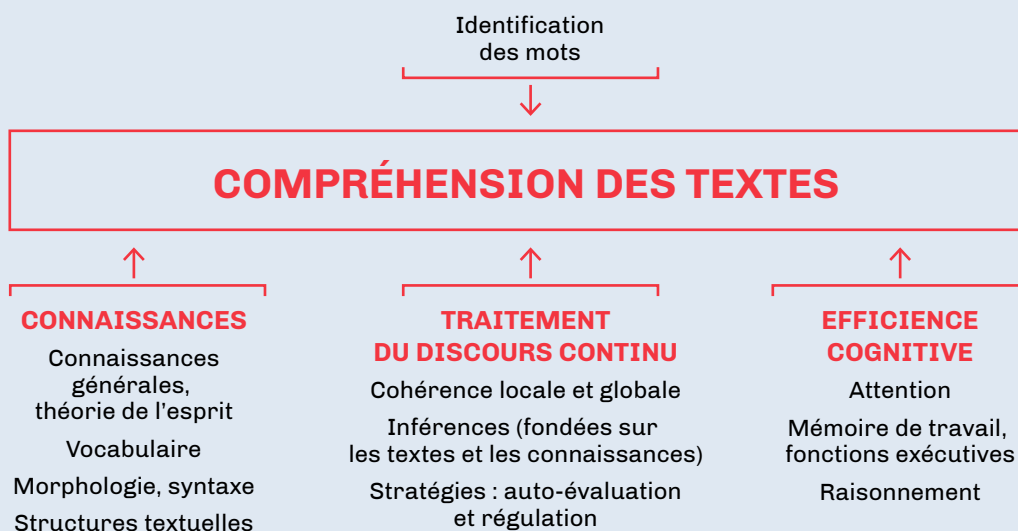 Identification
des mots
COMPRÉHENSION DES TEXTES
CONNAISSANCES
Connaissances
générales,
théorie de l'esprit
Vocabulaire
Morphologie, syntaxe
Structures textuelles
TRAITEMENT
DU DISCOURS CONTINU
Cohérence locale et globale
Inférences (fondées sur
les textes et les connaissances)
Stratégies : auto-évaluation
et régulation
EFFICIENCE
COGNITIVE
Attention
Mémoire de travail,
fonctions exécutives
Raisonnement